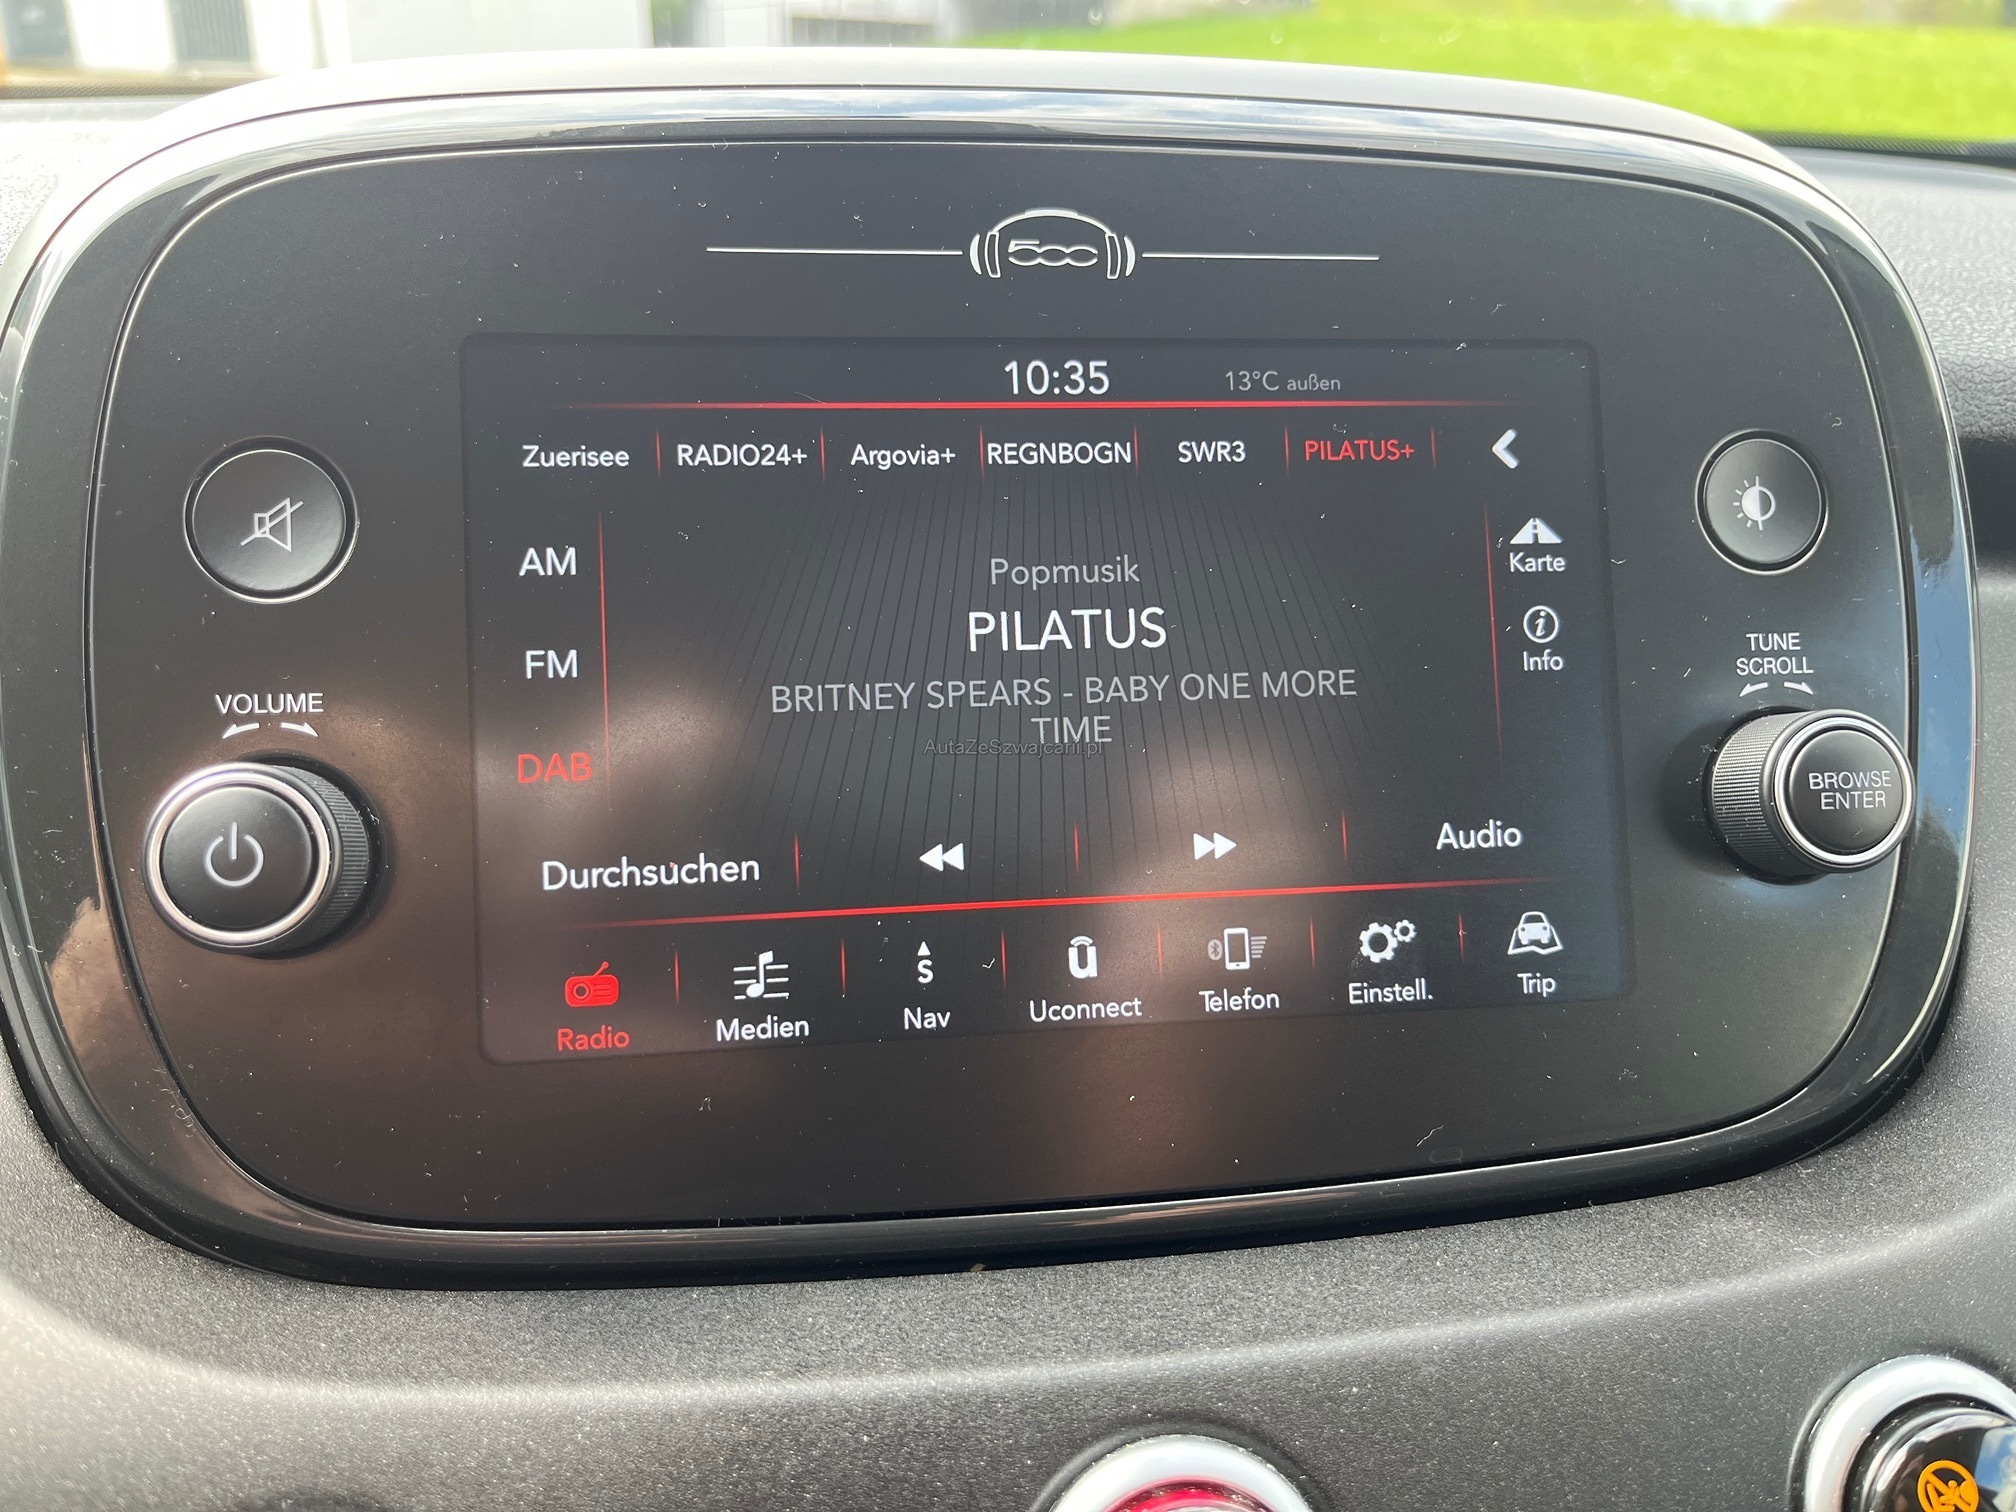 500
10:35 13°C außen
Zuerisee RADIO24+ Argovia+ REGNBOGN SWR3 PILATUS+
AM
FM
DAB
Popmusik
PILATUS
BRITNEY SPEARS - BABY ONE MORE
TIME
AutaZeSzwajcarii.pl
Karte
Info
VOLUME
TUNE
SCROLL
BROWSE
ENTER
Durchsuchen Audio
S
u
Radio Medien Nav Uconnect Telefon Einstell. Trip